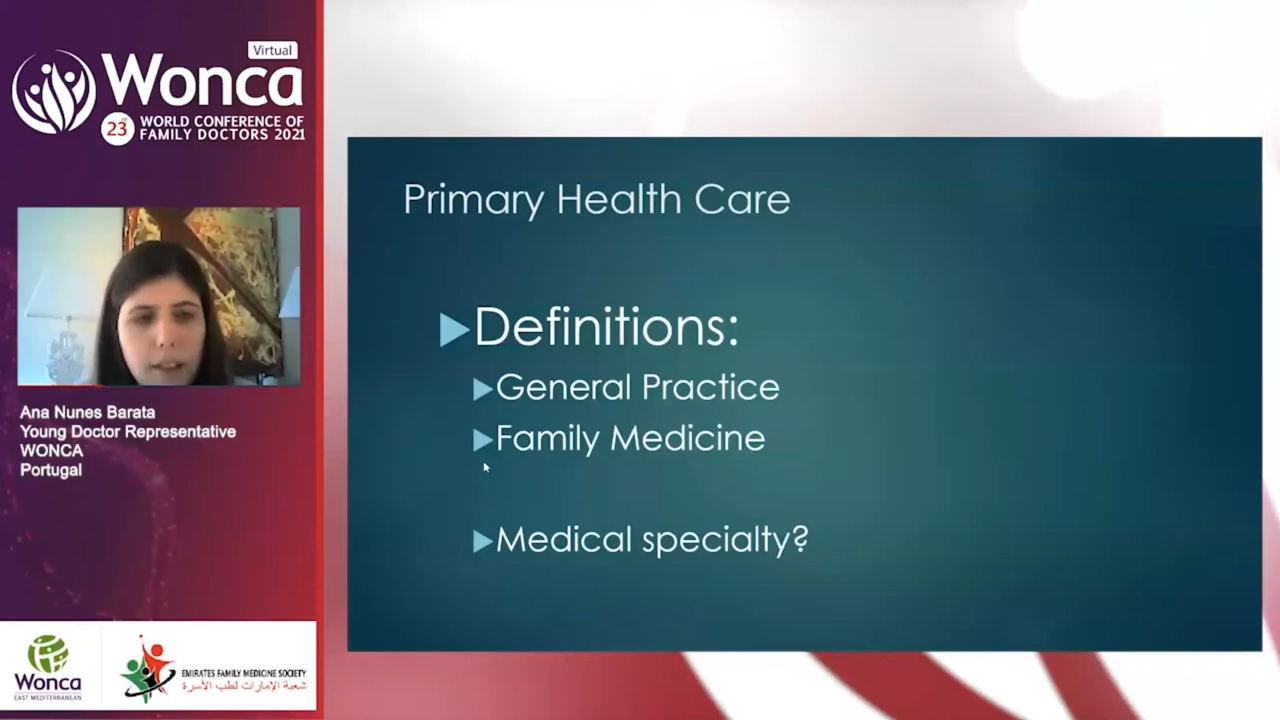 Virtual
Wonca
23
WORLD CONFERENCE OF
FAMILY DOCTORS 2021
Ana Nunes Barata
Young Doctor Representative
WONCA
Portugal
Wonca
EAST MEDITERRANEAN
EMIRATES FAMILY MEDICINE SOCIETY
شعبة الإمارات لطب الأسرة
Primary Health Care
Definitions:
General Practice
Family Medicine
Medical specialty?